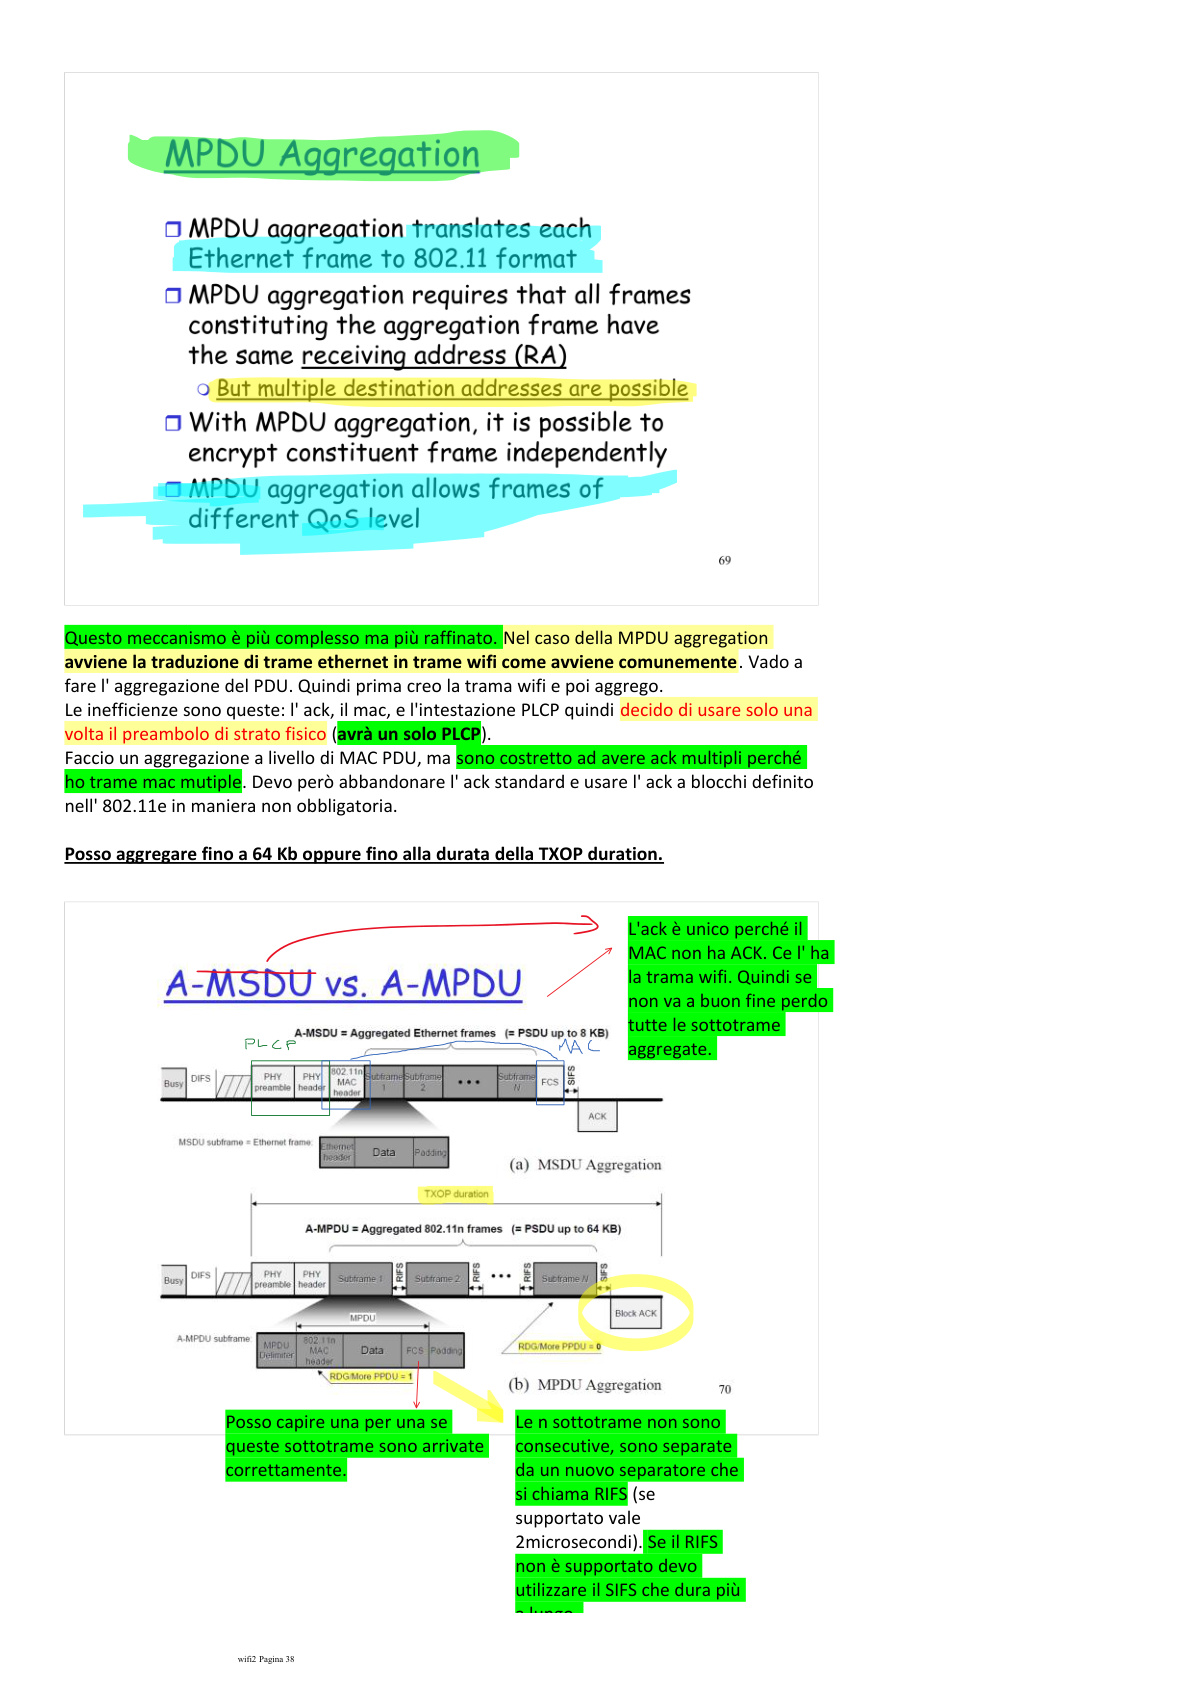 MPDU Aggregation
❒ MPDU aggregation translates each
Ethernet frame to 802.11 format
❒ MPDU aggregation requires that all frames
constituting the aggregation frame have
the same receiving address (RA)
❍ But multiple destination addresses are possible
❒ With MPDU aggregation, it is possible to
encrypt constituent frame independently
❒ MPDU aggregation allows frames of
different QoS level
69
Questo meccanismo è più complesso ma più raffinato. Nel caso della MPDU aggregation
avviene la traduzione di trame ethernet in trame wifi come avviene comunemente. Vado a
fare l' aggregazione del PDU. Quindi prima creo la trama wifi e poi aggrego.
Le inefficienze sono queste: l' ack, il mac, e l'intestazione PLCP quindi decido di usare solo una
volta il preambolo di strato fisico (avrà un solo PLCP).
Faccio un aggregazione a livello di MAC PDU, ma sono costretto ad avere ack multipli perché
ho trame mac mutiple. Devo però abbandonare l' ack standard e usare l' ack a blocchi definito
nell' 802.11e in maniera non obbligatoria.
Posso aggregare fino a 64 Kb oppure fino alla durata della TXOP duration.
L'ack è unico perché il
MAC non ha ACK. Ce l' ha
la trama wifi. Quindi se
non va a buon fine perdo
tutte le sottotrame
aggregate.
A-MSDU vs. A-MPDU
A-MSDU = Aggregated Ethernet frames (= PSDU up to 8 KB)
PLCP
MAC
Busy
DIFS
PHY preamble
PHY header
802.11n MAC header
Subframe 1
Subframe 2
• • •
Subframe N
FCS
SIFS
ACK
MSDU subframe = Ethernet frame:
Ethernet header
Data
Padding
(a) MSDU Aggregation
TXOP duration
A-MPDU = Aggregated 802.11n frames (= PSDU up to 64 KB)
Busy
DIFS
PHY preamble
PHY header
Subframe 1
RIFS
Subframe 2
RIFS
• • •
RIFS
Subframe N
SIFS
Block ACK
MPDU
A-MPDU subframe:
MPDU Delimiter
802.11n MAC header
Data
FCS
Padding
RDG/More PPDU = 0
RDG/More PPDU = 1
(b) MPDU Aggregation
70
Posso capire una per una se
queste sottotrame sono arrivate
correttamente.
Le n sottotrame non sono
consecutive, sono separate
da un nuovo separatore che
si chiama RIFS (se
supportato vale
2microsecondi). Se il RIFS
non è supportato devo
utilizzare il SIFS che dura più
a lungo.
wifi2 Pagina 38